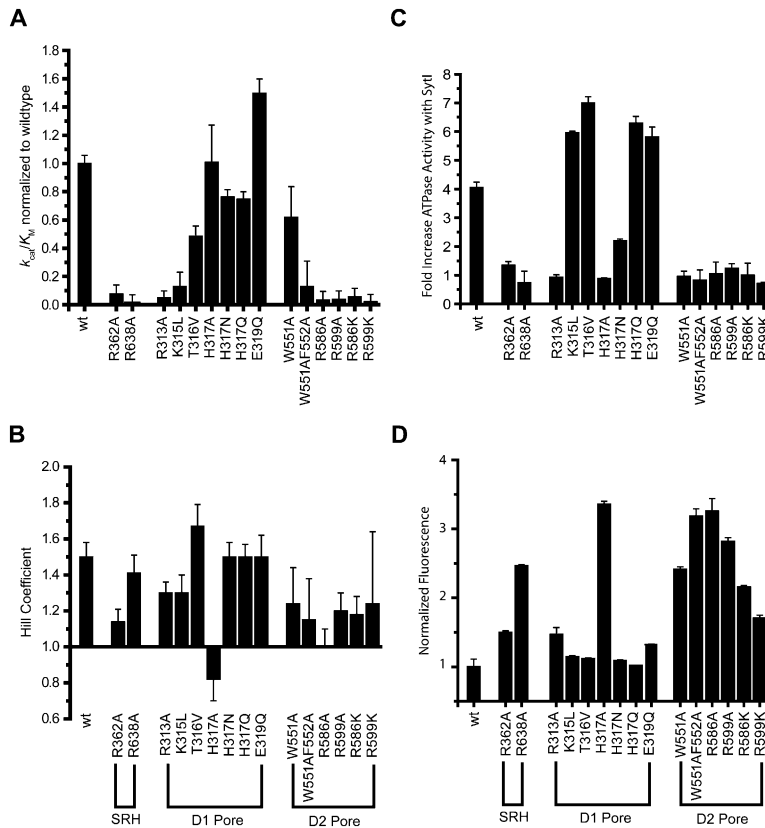 A
k_cat/K_M normalized to wildtype
1.8
1.6
1.4
1.2
1.0
0.8
0.6
0.4
0.2
0.0
wt
R362A
R638A
R313A
K315L
T316V
H317A
H317N
H317Q
E319Q
W551A
W551AF552A
R586A
R599A
R586K
R599K
C
Fold Increase ATPase Activity with SytI
8
7
6
5
4
3
2
1
0
wt
R362A
R638A
R313A
K315L
T316V
H317A
H317N
H317Q
E319Q
W551A
W551AF552A
R586A
R599A
R586K
R599K
B
Hill Coefficient
2.0
1.8
1.6
1.4
1.2
1.0
0.8
0.6
wt
R362A
R638A
R313A
K315L
T316V
H317A
H317N
H317Q
E319Q
W551A
W551AF552A
R586A
R599A
R586K
R599K
SRH
D1 Pore
D2 Pore
D
Normalized Fluorescence
4
3
2
1
wt
R362A
R638A
R313A
K315L
T316V
H317A
H317N
H317Q
E319Q
W551A
W551AF552A
R586A
R599A
R586K
R599K
SRH
D1 Pore
D2 Pore